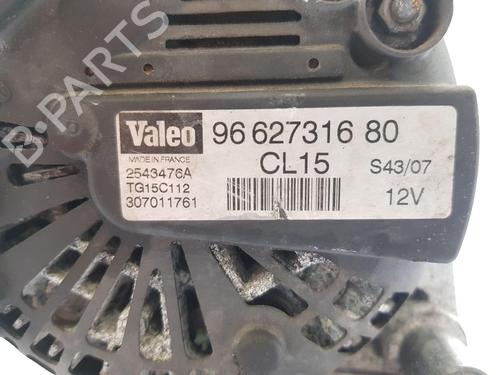 Valeo 96 627316 80
MADE IN FRANCE
CL15 S43/07
2543476A
TG15C112
12V
307011761
B-PARTS